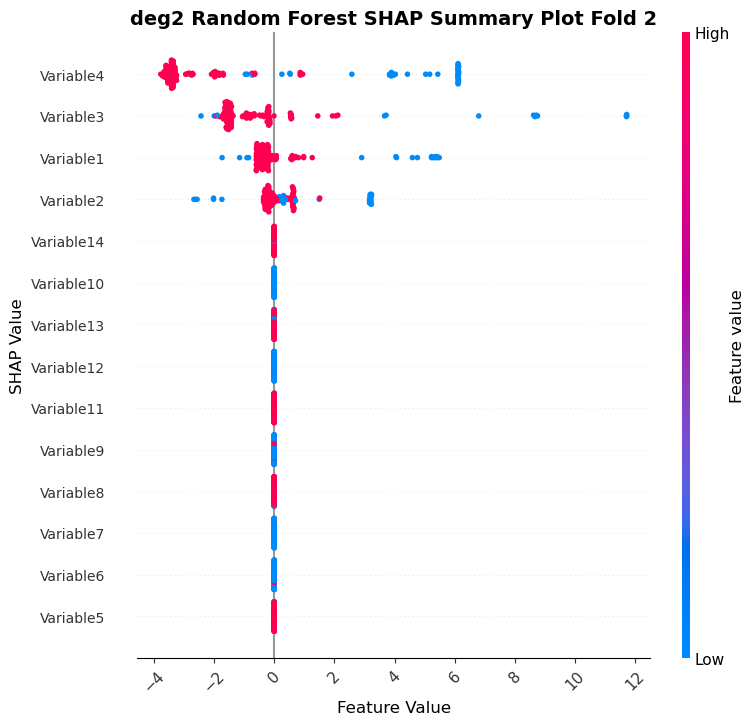 deg2 Random Forest SHAP Summary Plot Fold 2
High
Variable4
Variable3
Variable1
Variable2
Variable14
Variable10
Variable13
Variable12
Variable11
Variable9
Variable8
Variable7
Variable6
Variable5
SHAP Value
Feature value
Low
−4 −2 0 2 4 6 8 10 12
Feature Value